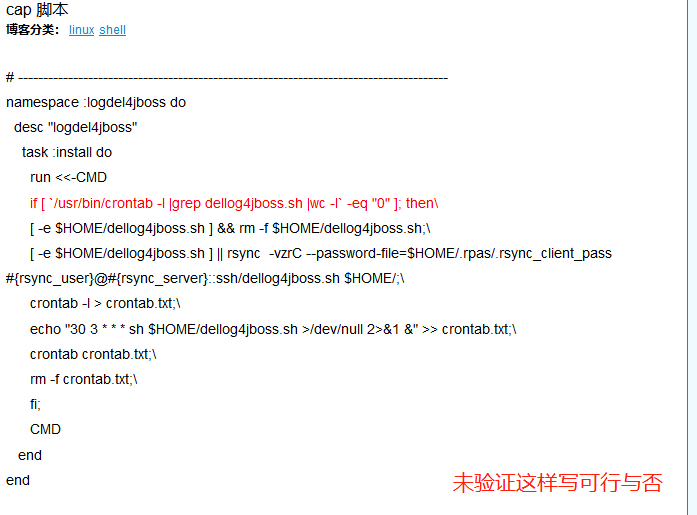 cap 脚本
博客分类： linux shell
# --------------------------------------------------------------------------------------
namespace :logdel4jboss do
desc "logdel4jboss"
task :install do
run <<-CMD
if [ `/usr/bin/crontab -l |grep dellog4jboss.sh |wc -l` -eq "0" ]; then\
[ -e $HOME/dellog4jboss.sh ] && rm -f $HOME/dellog4jboss.sh;\
[ -e $HOME/dellog4jboss.sh ] || rsync  -vzrC --password-file=$HOME/.rpas/.rsync_client_pass
#{rsync_user}@#{rsync_server}::ssh/dellog4jboss.sh $HOME/;\
crontab -l > crontab.txt;\
echo "30 3 * * * sh $HOME/dellog4jboss.sh >/dev/null 2>&1 &" >> crontab.txt;\
crontab crontab.txt;\
rm -f crontab.txt;\
fi;
CMD
end
end
未验证这样写可行与否